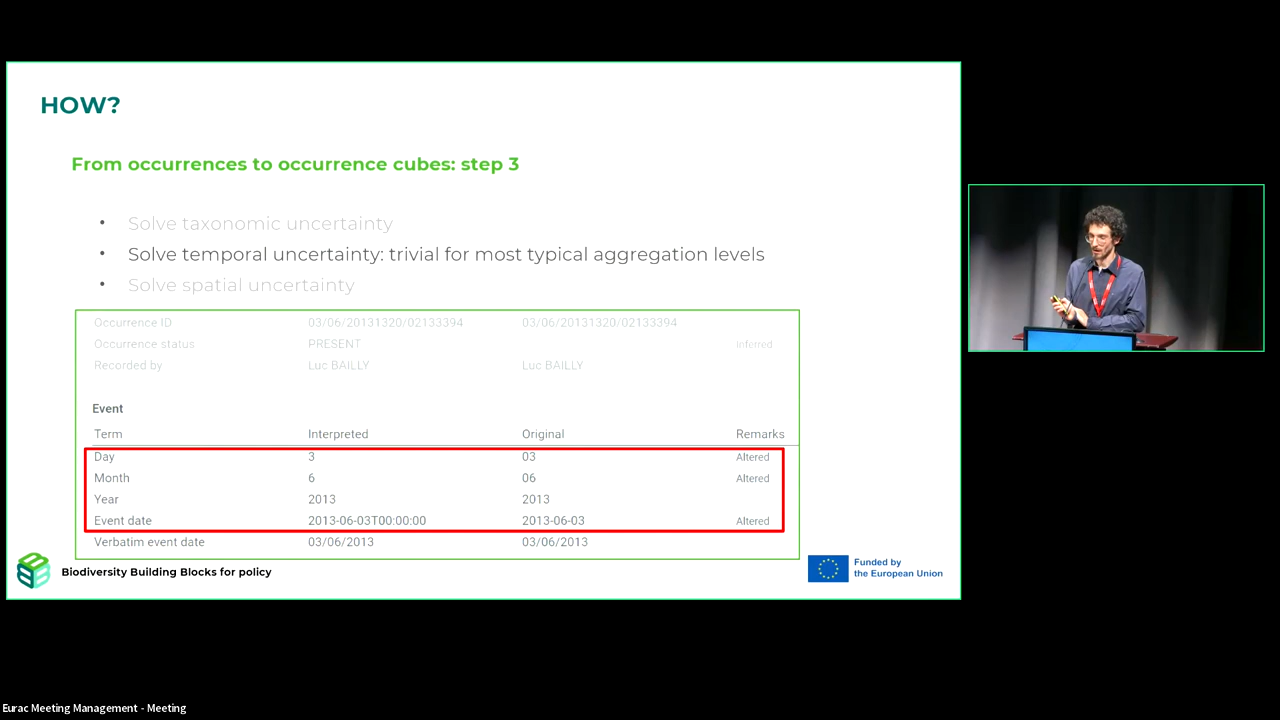 HOW?
From occurrences to occurrence cubes: step 3
• Solve taxonomic uncertainty
• Solve temporal uncertainty: trivial for most typical aggregation levels
• Solve spatial uncertainty
Occurrence ID 03/06/20131320/02133394 03/06/20131320/02133394
Occurrence status PRESENT Inferred
Recorded by Luc BAILLY Luc BAILLY
Event
Term Interpreted Original Remarks
Day 3 03 Altered
Month 6 06 Altered
Year 2013 2013
Event date 2013-06-03T00:00:00 2013-06-03 Altered
Verbatim event date 03/06/2013 03/06/2013
Biodiversity Building Blocks for policy
Funded by
the European Union
Eurac Meeting Management - Meeting